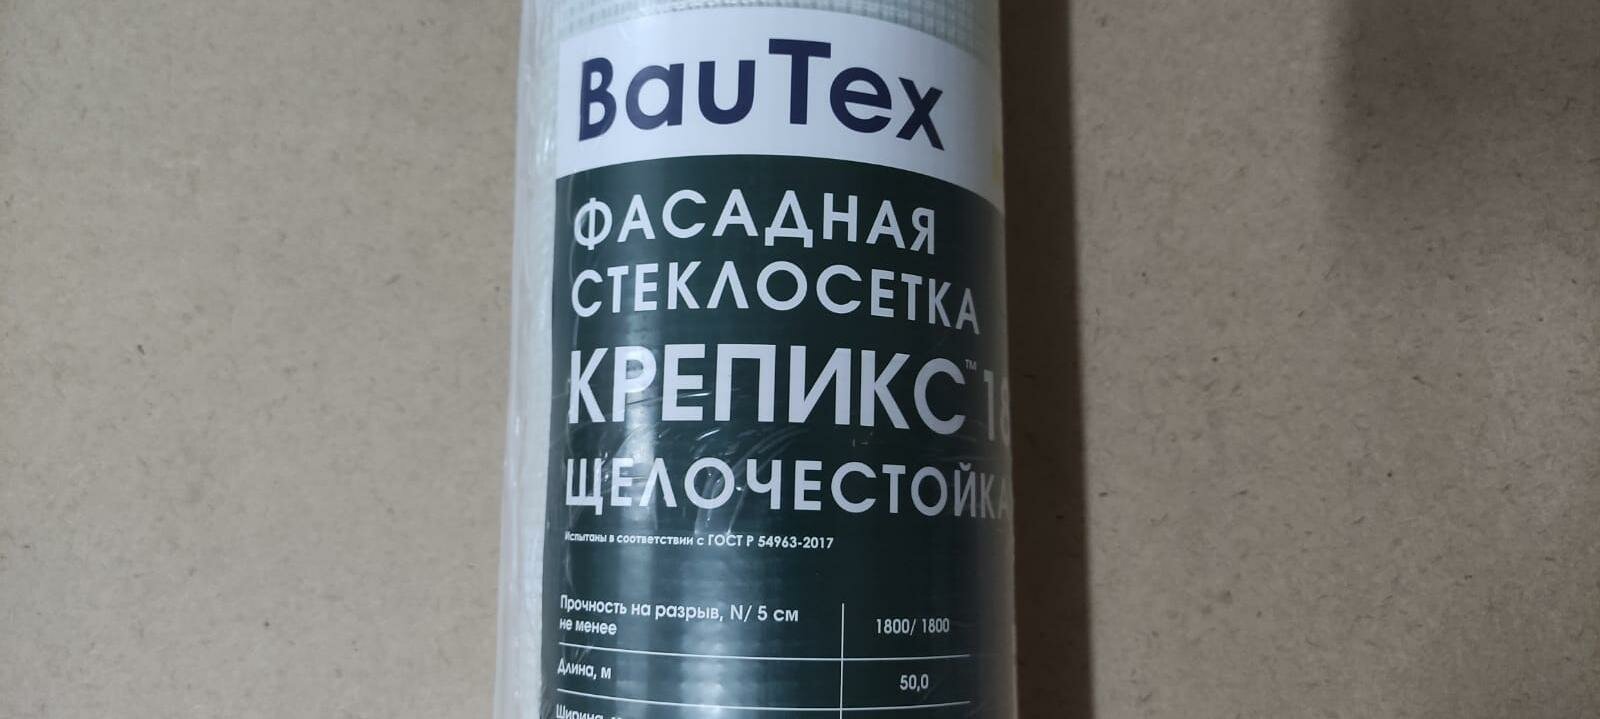 BauTex
ФАСАДНАЯ
СТЕКЛОСЕТКА
КРЕПИКС™ 18
ЩЕЛОЧЕСТОЙКА
Испытаны в соответствии с ГОСТ Р 54963-2017
Прочность на разрыв, N/ 5 см
не менее
1800/ 1800
Длина, м
50,0
Ширина,